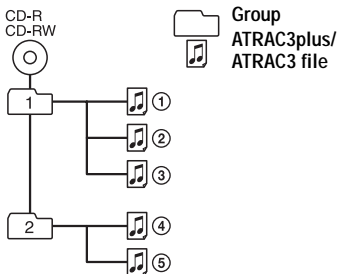 CD-R
CD-RW
Group
ATRAC3plus/
ATRAC3 file
1
①
②
③
2
④
⑤